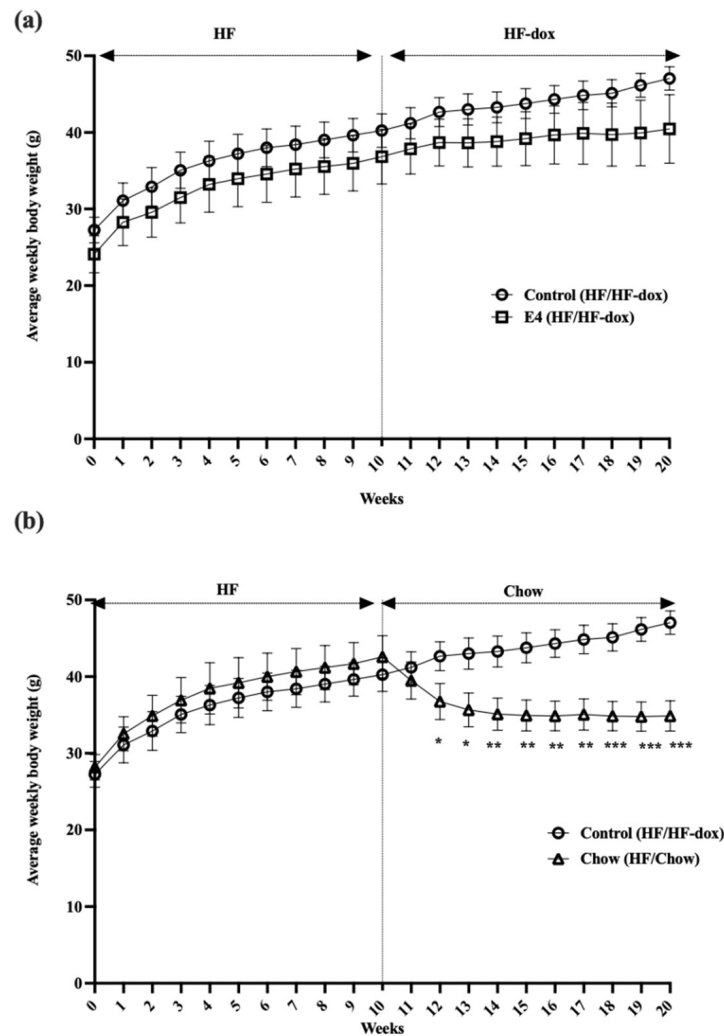 (a)
HF HF-dox
50
40
30
20
10
0
Average weekly body weight (g)
Control (HF/HF-dox)
E4 (HF/HF-dox)
0 1 2 3 4 5 6 7 8 9 10 11 12 13 14 15 16 17 18 19 20
Weeks
(b)
HF Chow
50
40
30
20
10
0
Average weekly body weight (g)
* * ** ** ** ** *** *** ***
Control (HF/HF-dox)
Chow (HF/Chow)
0 1 2 3 4 5 6 7 8 9 10 11 12 13 14 15 16 17 18 19 20
Weeks